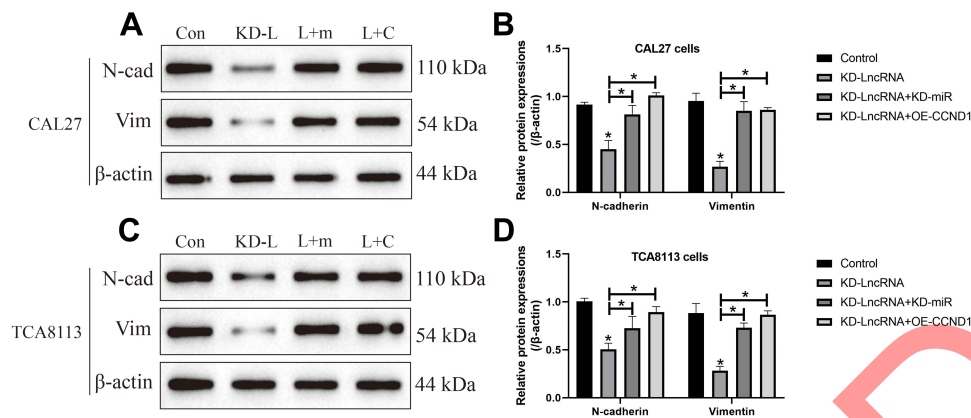 A
Con KD-L L+m L+C
N-cad 110 kDa
CAL27
Vim 54 kDa
β-actin 44 kDa
B
CAL27 cells
Relative protein expressions
(/β-actin)
1.5
1.0
0.5
0.0
* * * * * *
N-cadherin Vimentin
Control
KD-LncRNA
KD-LncRNA+KD-miR
KD-LncRNA+OE-CCND1
C
Con KD-L L+m L+C
N-cad 110 kDa
TCA8113
Vim 54 kDa
β-actin 44 kDa
D
TCA8113 cells
Relative protein expressions
(/β-actin)
1.5
1.0
0.5
0.0
* * * * * *
N-cadherin Vimentin
Control
KD-LncRNA
KD-LncRNA+KD-miR
KD-LncRNA+OE-CCND1